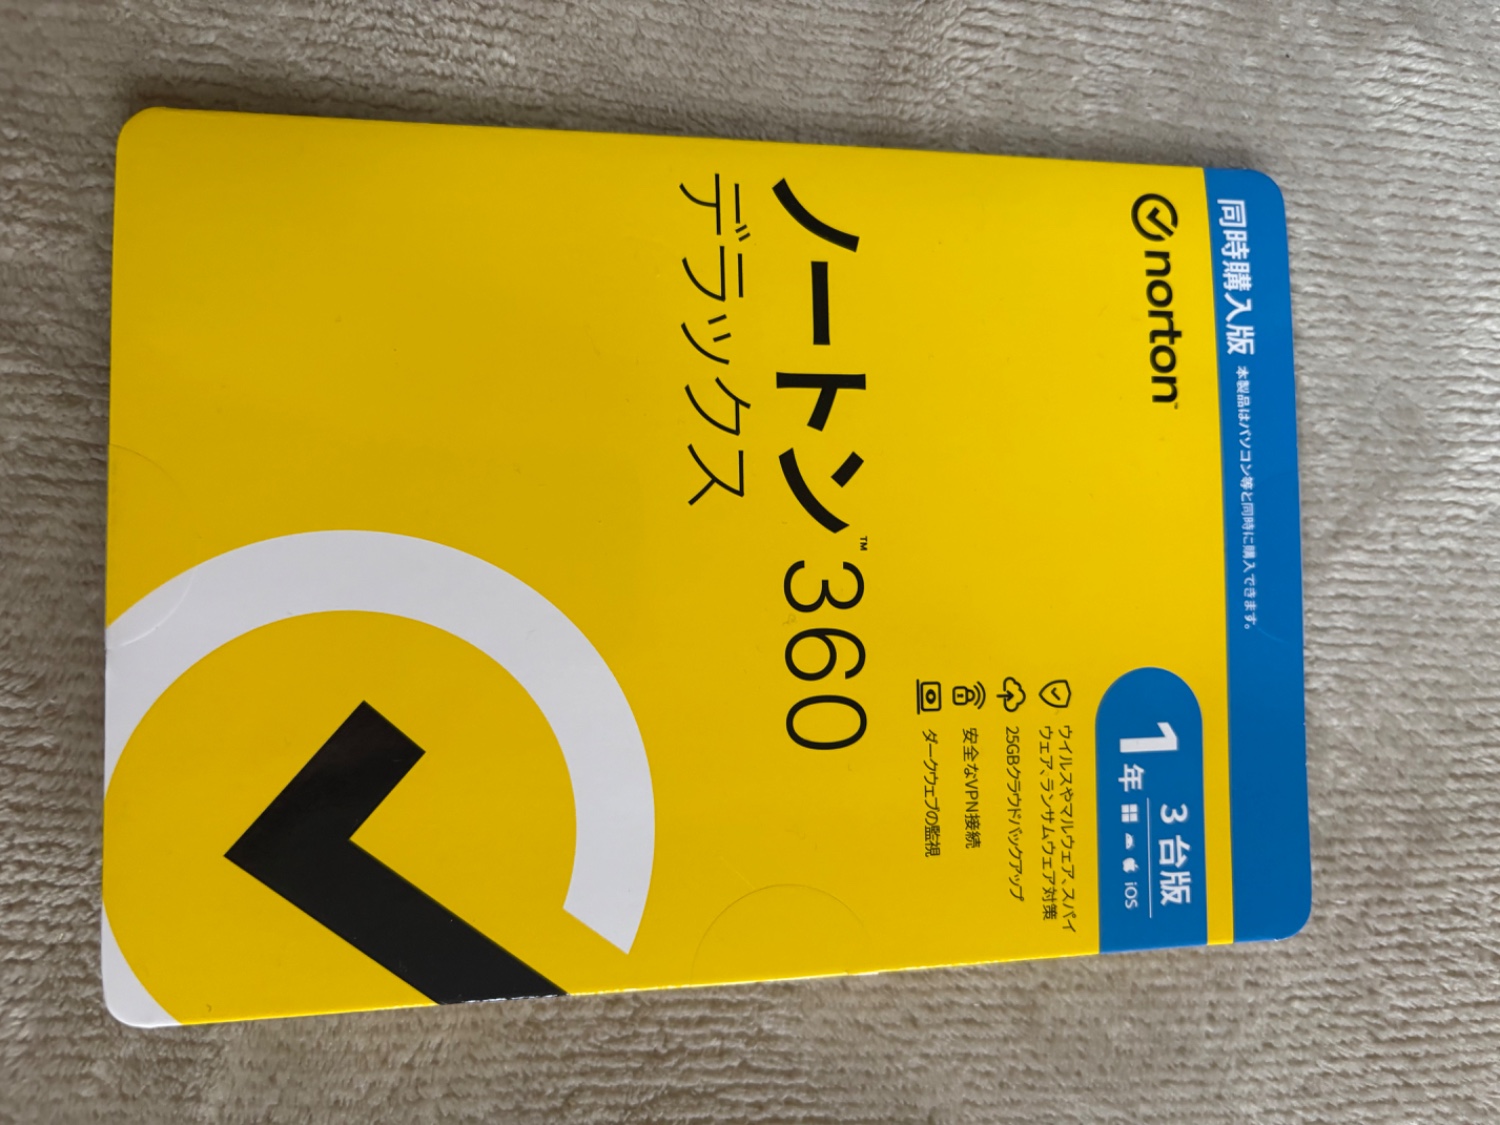 同時購入版 本製品はパソコン等と同時に購入できます。
norton™
1年
3台版
iOS
ウイルスやマルウェア、スパイ
ウェア、ランサムウェア対策
25GBクラウドバックアップ
安全なVPN接続
ダークウェブの監視
ノートン™ 360
デラックス